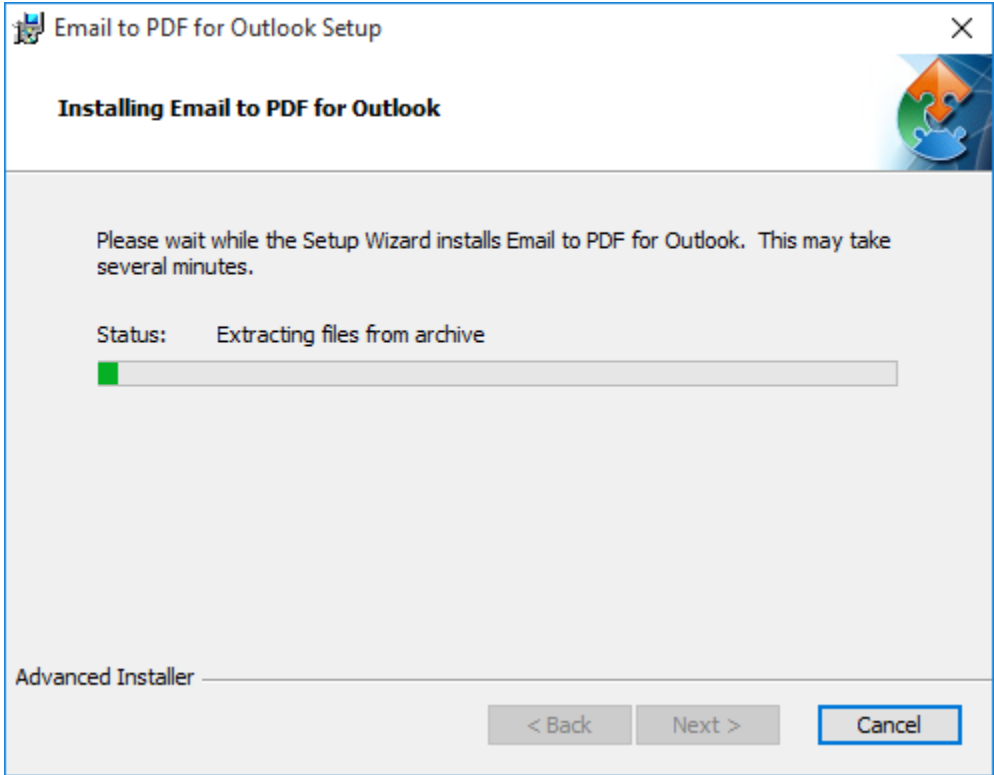 Email to PDF for Outlook Setup
Installing Email to PDF for Outlook
Please wait while the Setup Wizard installs Email to PDF for Outlook.  This may take
several minutes.
Status: Extracting files from archive
Advanced Installer
< Back Next > Cancel